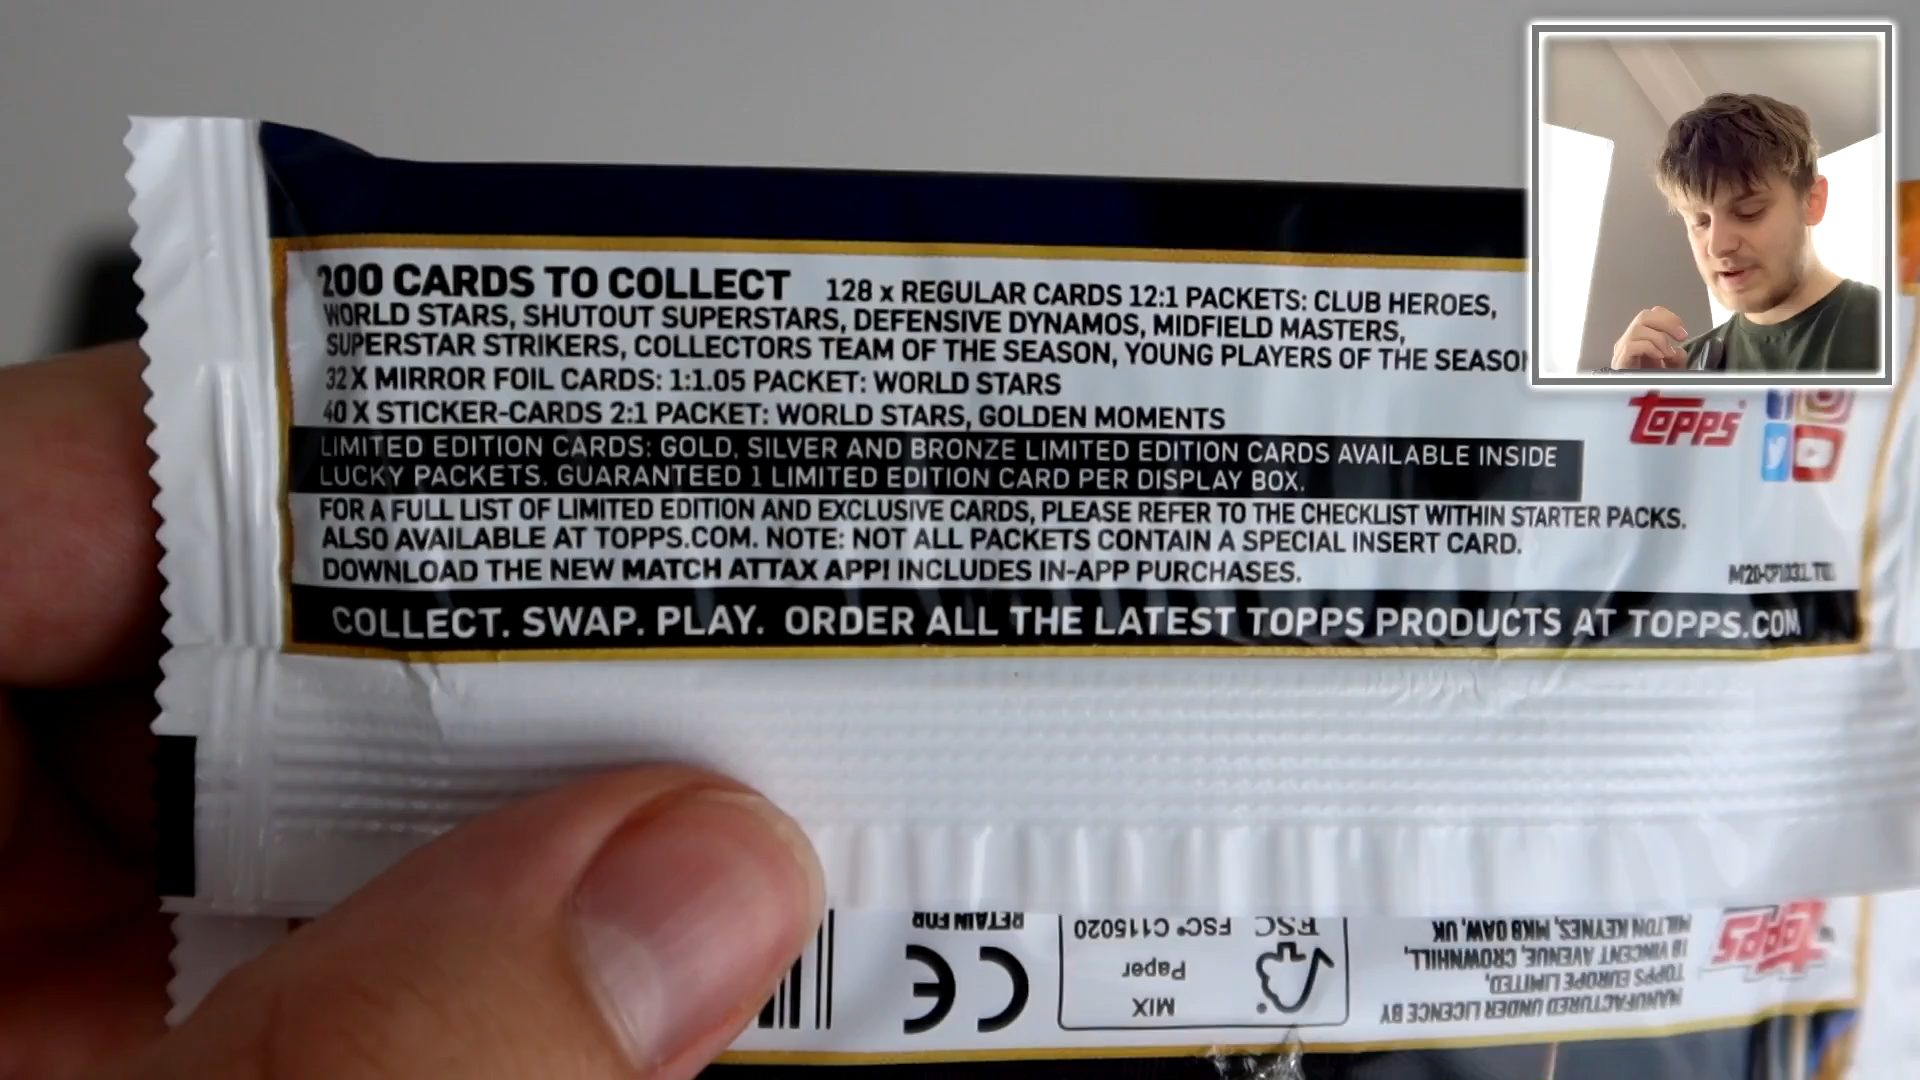 200 CARDS TO COLLECT 128 x REGULAR CARDS 12:1 PACKETS: CLUB HEROES,
WORLD STARS, SHUTOUT SUPERSTARS, DEFENSIVE DYNAMOS, MIDFIELD MASTERS,
SUPERSTAR STRIKERS, COLLECTORS TEAM OF THE SEASON, YOUNG PLAYERS OF THE SEASON
32 X MIRROR FOIL CARDS: 1:1.05 PACKET: WORLD STARS
40 X STICKER-CARDS 2:1 PACKET: WORLD STARS, GOLDEN MOMENTS
TOPPS
LIMITED EDITION CARDS: GOLD, SILVER AND BRONZE LIMITED EDITION CARDS AVAILABLE INSIDE
LUCKY PACKETS. GUARANTEED 1 LIMITED EDITION CARD PER DISPLAY BOX.
FOR A FULL LIST OF LIMITED EDITION AND EXCLUSIVE CARDS, PLEASE REFER TO THE CHECKLIST WITHIN STARTER PACKS.
ALSO AVAILABLE AT TOPPS.COM. NOTE: NOT ALL PACKETS CONTAIN A SPECIAL INSERT CARD.
DOWNLOAD THE NEW MATCH ATTAX APP! INCLUDES IN-APP PURCHASES.
COLLECT. SWAP. PLAY. ORDER ALL THE LATEST TOPPS PRODUCTS AT TOPPS.COM
Topps
MANUFACTURED UNDER LICENCE BY
TOPPS EUROPE LIMITED,
18 VINCENT AVENUE, CROWNHILL,
MILTON KEYNES, MK8 0AW, UK
MIX
Paper
FSC
FSC® C115020
CE
RETAIN FOR